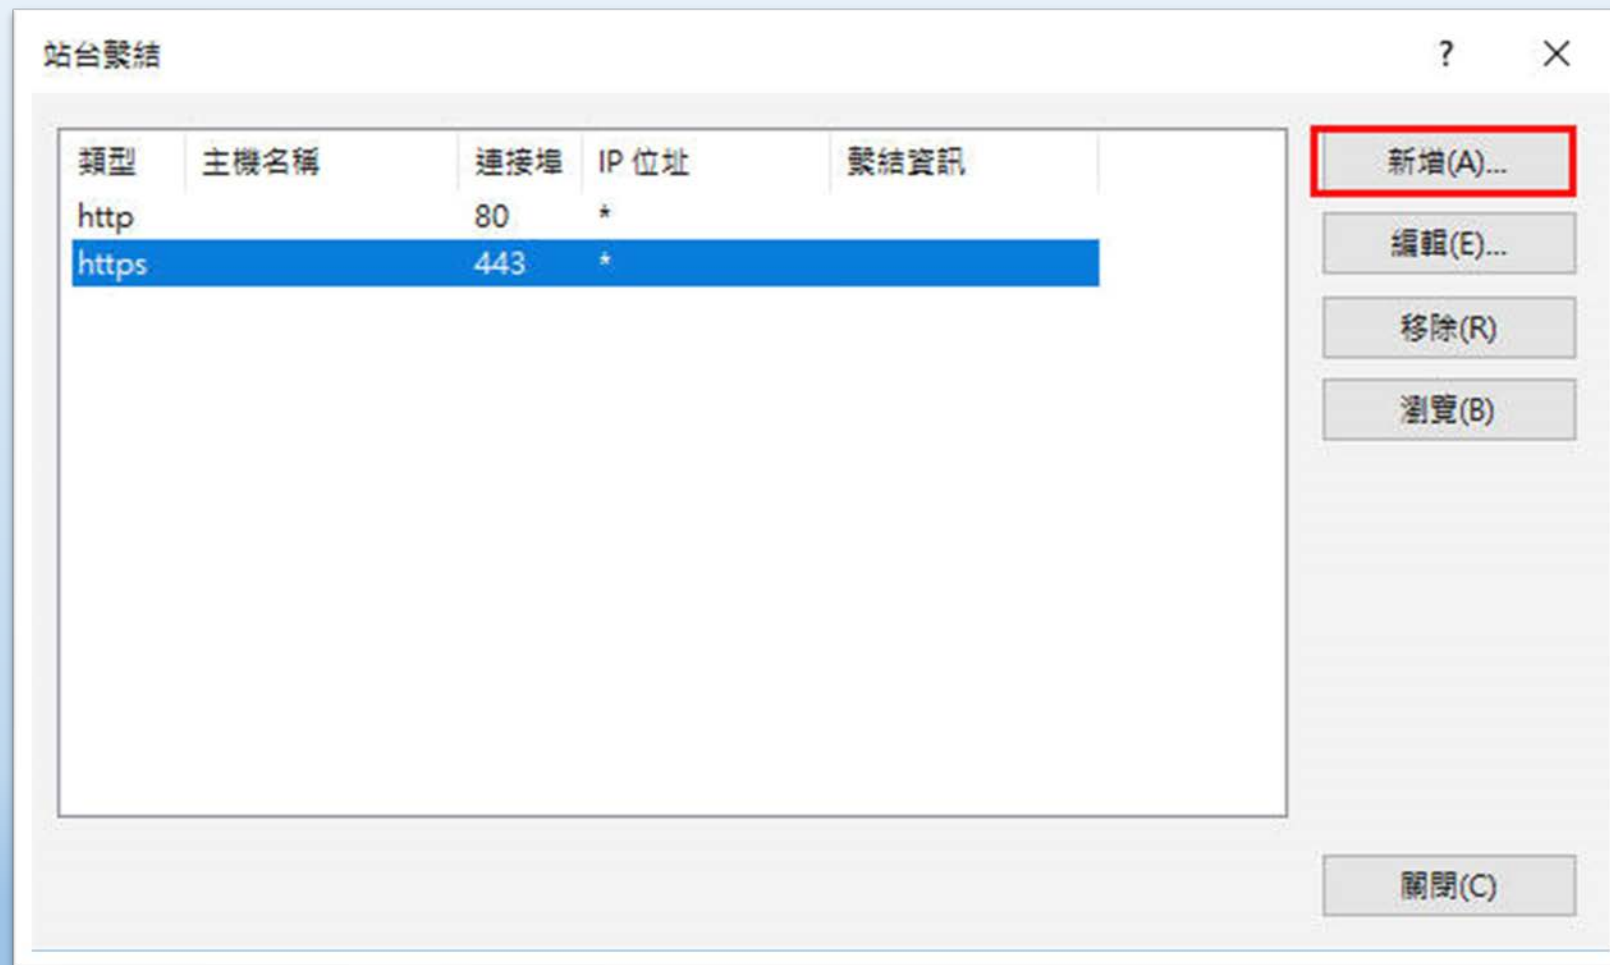 站台繫結
類型 主機名稱 連接埠 IP 位址 繫結資訊
http 80 *
https 443 *
新增(A)...
編輯(E)...
移除(R)
瀏覽(B)
關閉(C)